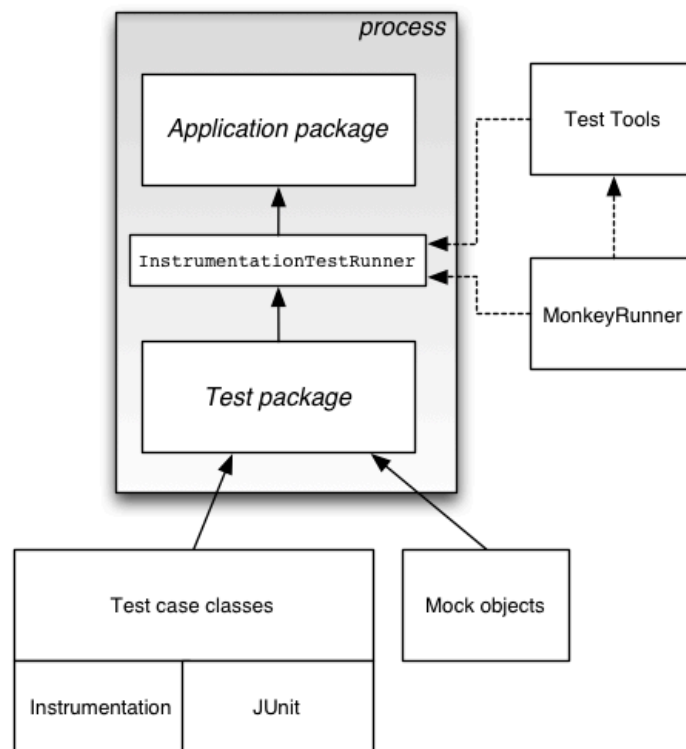 process
Application package
Test Tools
InstrumentationTestRunner
MonkeyRunner
Test package
Test case classes
Mock objects
Instrumentation
JUnit